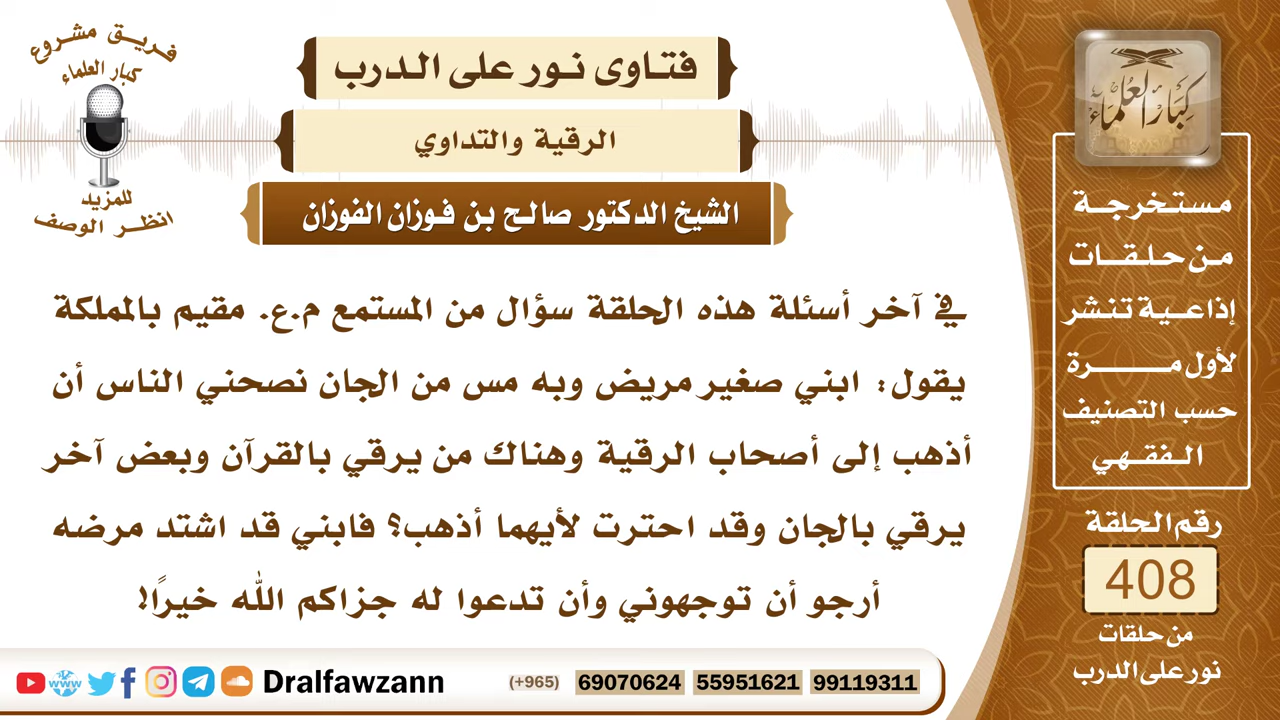 فريق مشروع
كبار العلماء
للمزيد
انظر الوصف
فتاوى نور على الدرب
الرقية والتداوي
الشيخ الدكتور صالح بن فوزان الفوزان
في آخر أسئلة هذه الحلقة سؤال من المستمع م.ع. مقيم بالمملكة
يقول: ابني صغير مريض وبه مس من الجان نصحني الناس أن
أذهب إلى أصحاب الرقية وهناك من يرقي بالقرآن وبعض آخر
يرقي بالجان وقد احترت لأيهما أذهب؟ فابني قد اشتد مرضه
أرجو أن توجهوني وأن تدعوا له جزاكم الله خيرًا!
كبار العلماء
مستخرجة
من حلقات
إذاعية تنشر
لأول مرة
حسب التصنيف
الفقهي
رقم الحلقة
408
من حلقات
نور على الدرب
www Dralfawzann (+965) 69070624 55951621 99119311